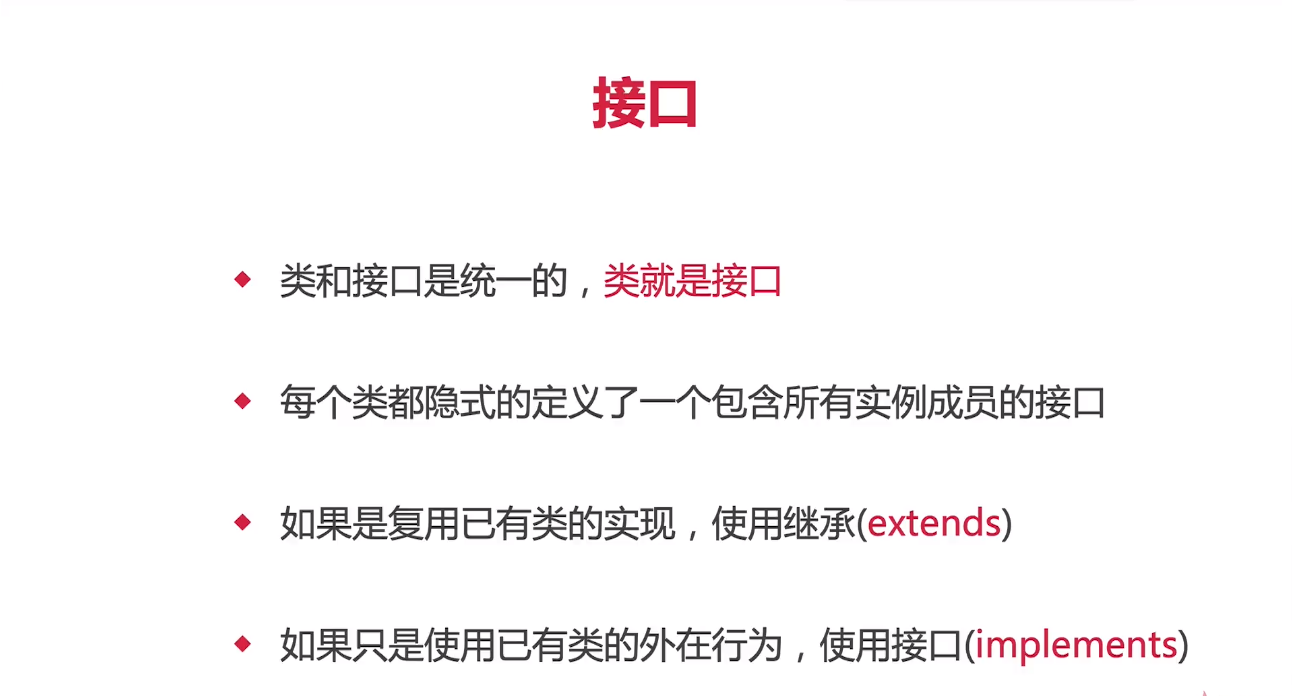 接口
类和接口是统一的，类就是接口
每个类都隐式的定义了一个包含所有实例成员的接口
如果是复用已有类的实现，使用继承(extends)
如果只是使用已有类的外在行为，使用接口(implements)